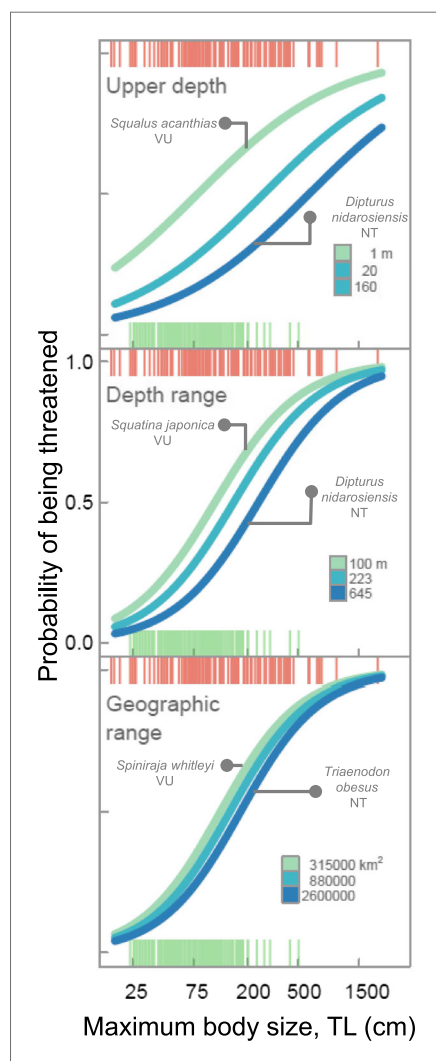 Upper depth
Squalus acanthias
VU
Dipturus
nidarosiensis
NT
1 m
20
160
Probability of being threatened
1.0
0.5
0.0
Depth range
Squatina japonica
VU
Dipturus
nidarosiensis
NT
100 m
223
645
Geographic
range
Spiniraja whitleyi
VU
Triaenodon
obesus
NT
315000 km²
880000
2600000
25 75 200 500 1500
Maximum body size, TL (cm)